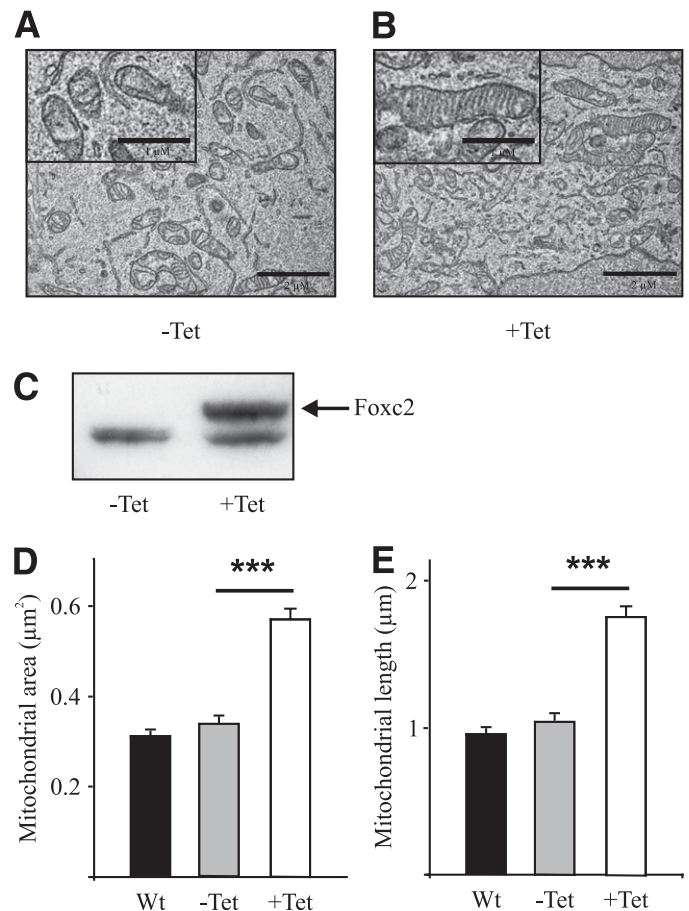 A
B
1 µM
2 µM
1 µM
2 µM
-Tet
+Tet
C
Foxc2
-Tet
+Tet
D
E
***
***
Mitochondrial area (µm²)
0.6
0.4
0.2
Wt
-Tet
+Tet
Mitochondrial length (µm)
2
1
Wt
-Tet
+Tet